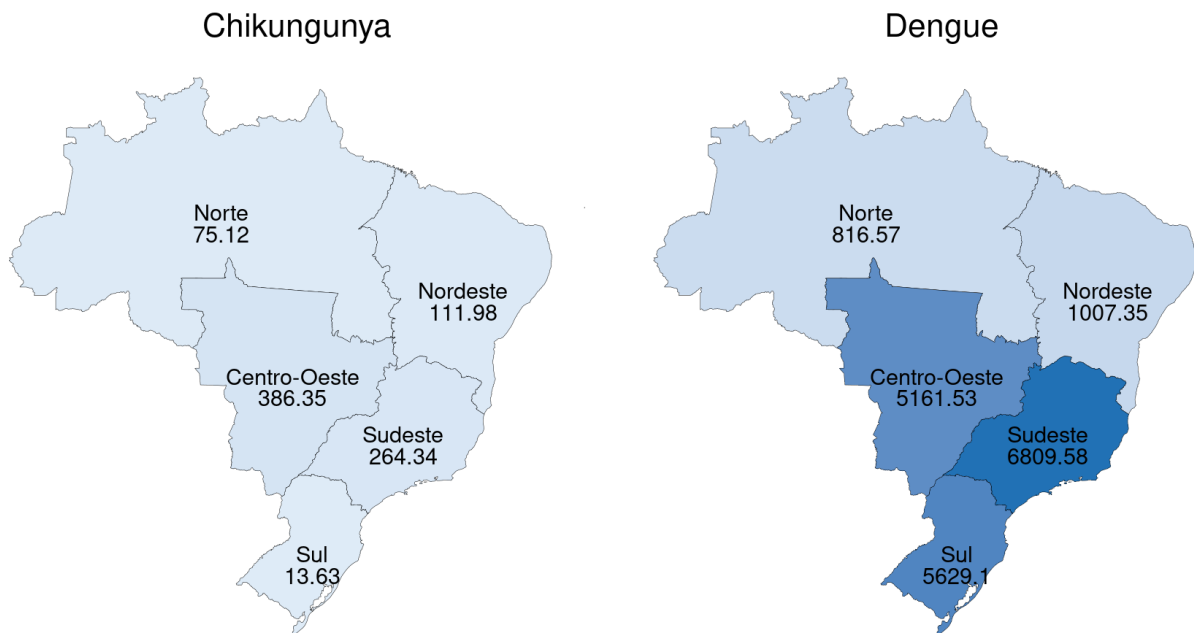 Chikungunya
Norte
75.12
Nordeste
111.98
Centro-Oeste
386.35
Sudeste
264.34
Sul
13.63
Dengue
Norte
816.57
Nordeste
1007.35
Centro-Oeste
5161.53
Sudeste
6809.58
Sul
5629.1